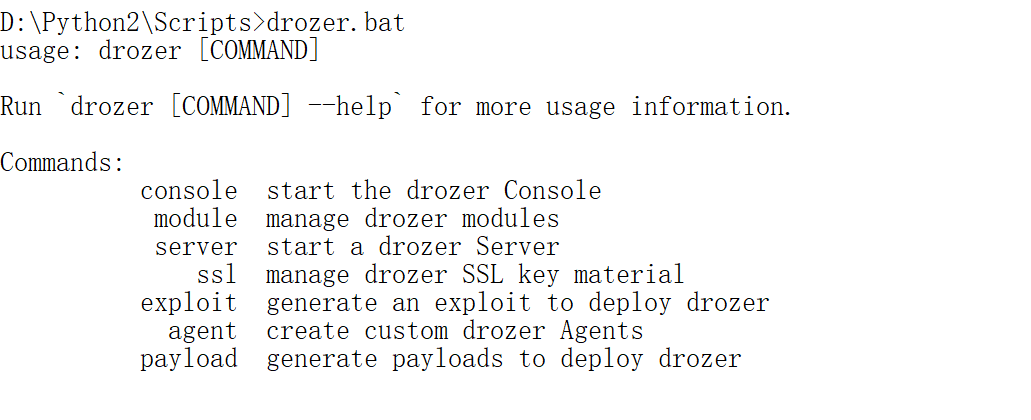 D:\Python2\Scripts>drozer.bat
usage: drozer [COMMAND]
Run `drozer [COMMAND] --help` for more usage information.
Commands:
console  start the drozer Console
module  manage drozer modules
server  start a drozer Server
ssl  manage drozer SSL key material
exploit  generate an exploit to deploy drozer
agent  create custom drozer Agents
payload  generate payloads to deploy drozer